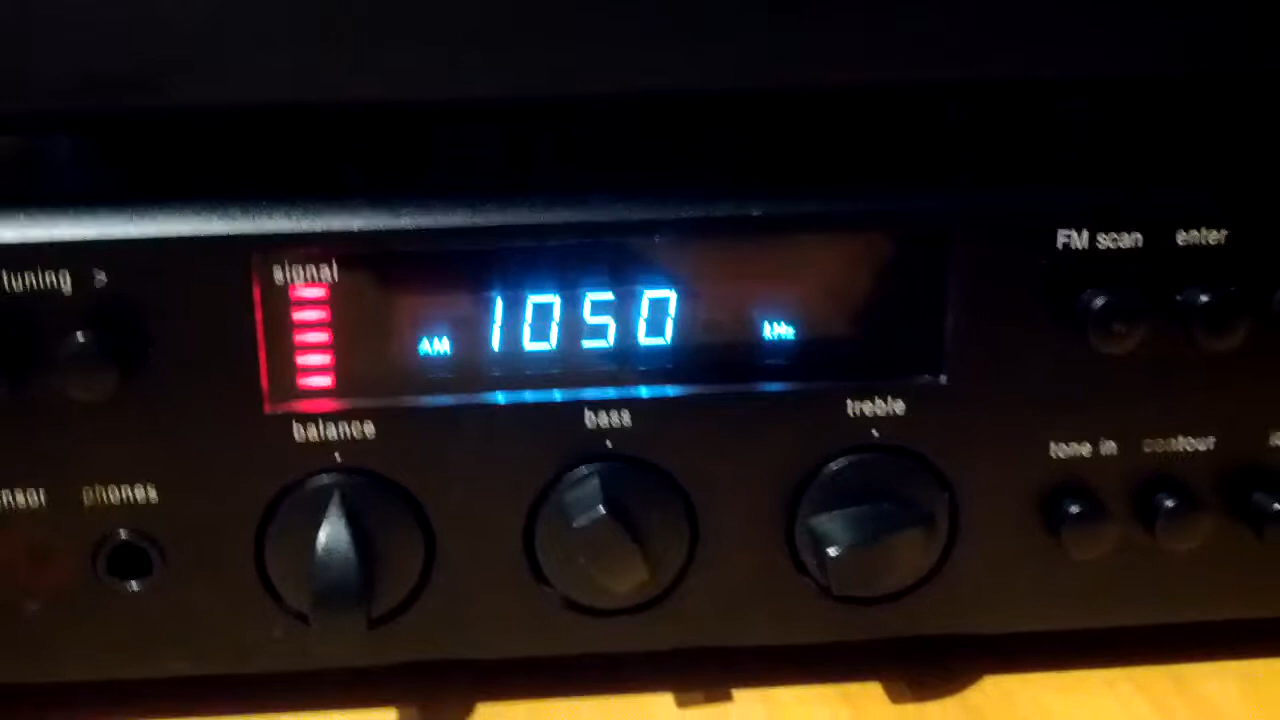 FM scan enter
tuning >
signal
AM 1050 kHz
balance bass treble
tone in contour
phones